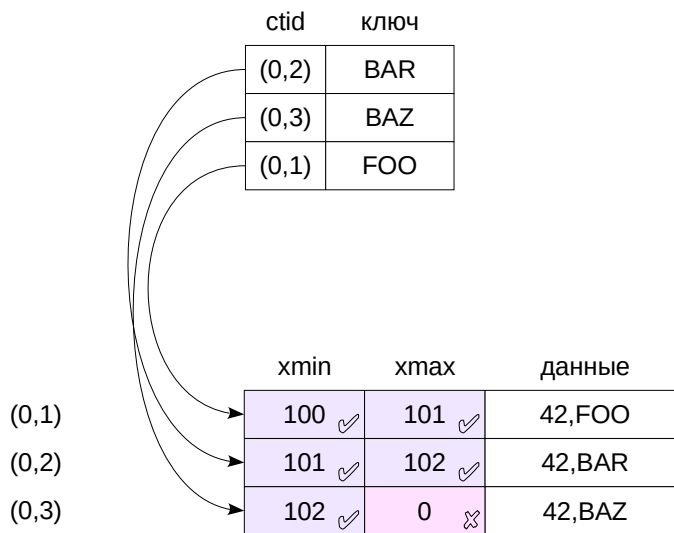 ctid ключ
(0,2) BAR
(0,3) BAZ
(0,1) FOO
xmin xmax данные
(0,1) 100 101 42,FOO
(0,2) 101 102 42,BAR
(0,3) 102 0 42,BAZ